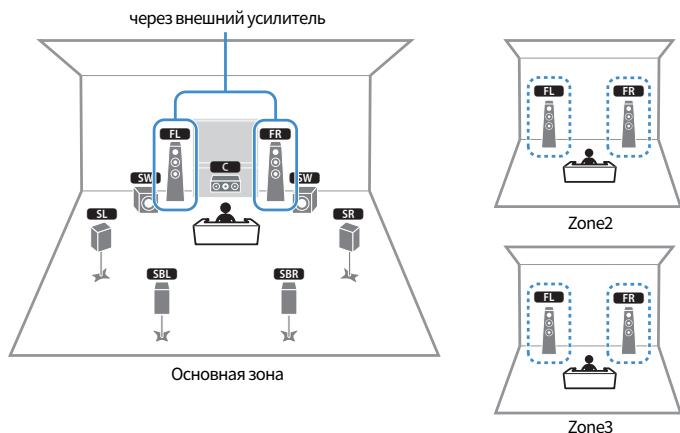 через внешний усилитель
FL
FR
C
SW
SW
SL
SR
SBL
SBR
Основная зона
FL
FR
Zone2
FL
FR
Zone3